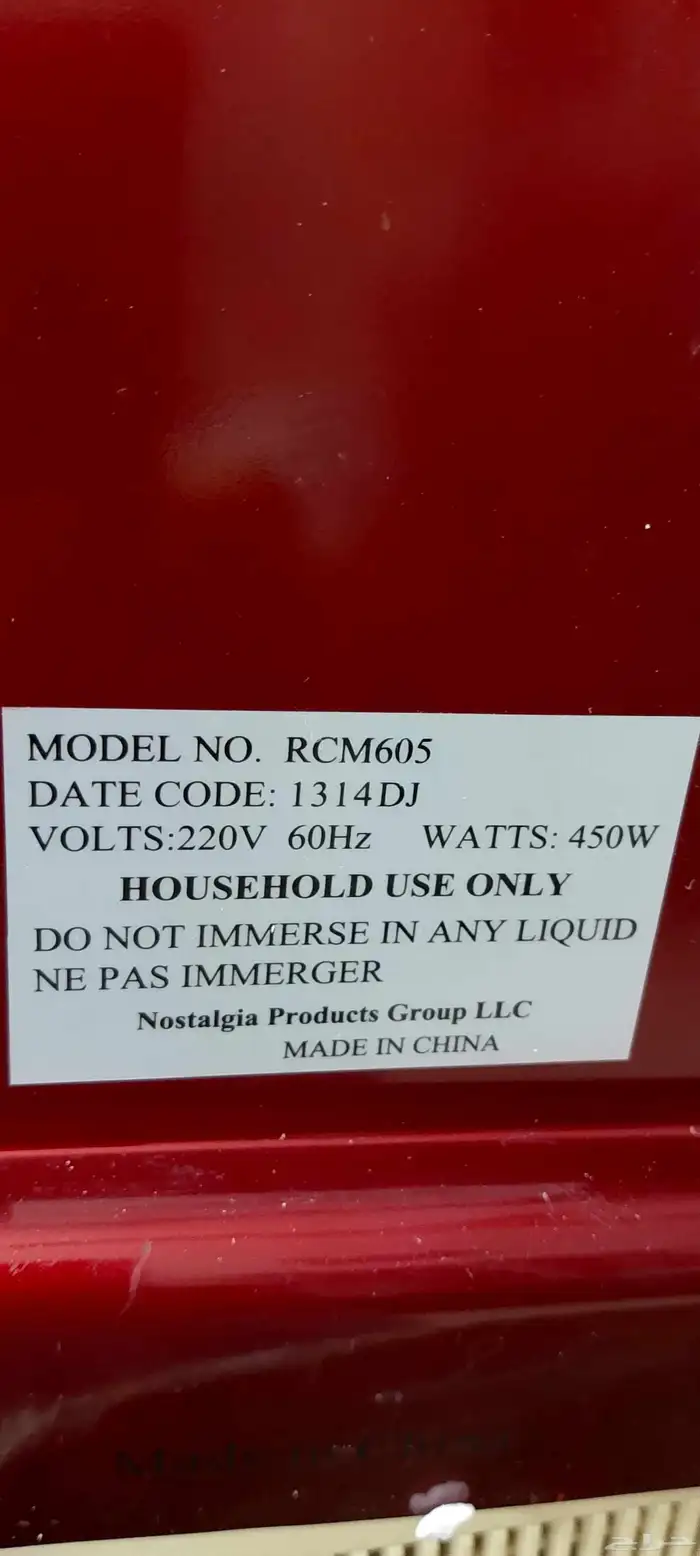 MODEL NO. RCM605
DATE CODE: 1314DJ
VOLTS:220V 60Hz WATTS: 450W
HOUSEHOLD USE ONLY
DO NOT IMMERSE IN ANY LIQUID
NE PAS IMMERGER
Nostalgia Products Group LLC
MADE IN CHINA
حراج